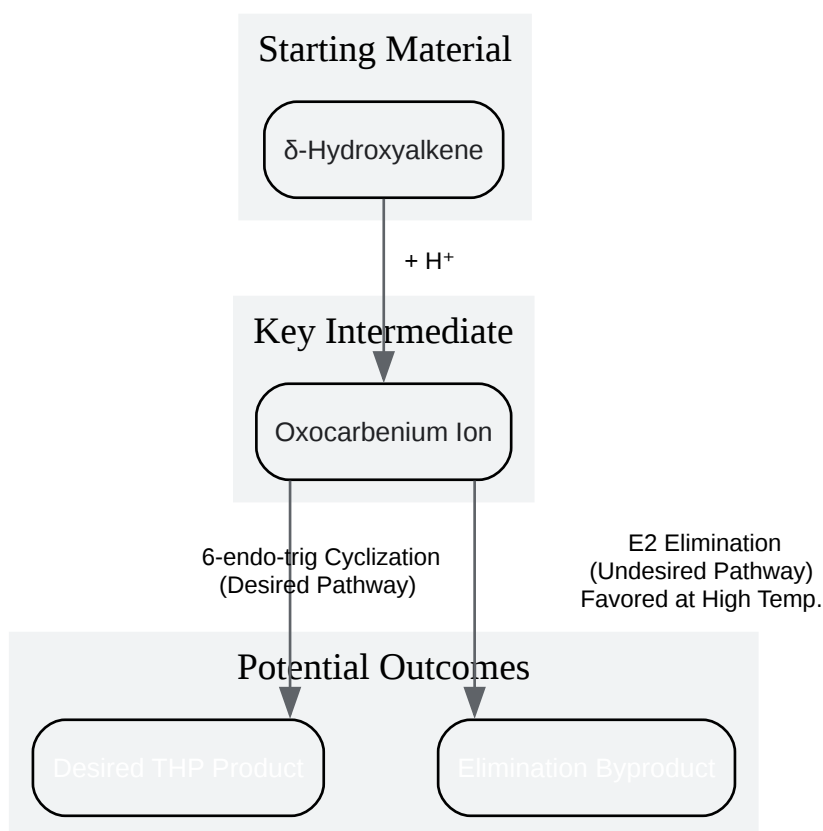 Starting Material
δ-Hydroxyalkene
+ H⁺
Key Intermediate
Oxocarbenium Ion
6-endo-trig Cyclization
(Desired Pathway)
E2 Elimination
(Undesired Pathway)
Favored at High Temp.
Potential Outcomes
Desired THP Product
Elimination Byproduct